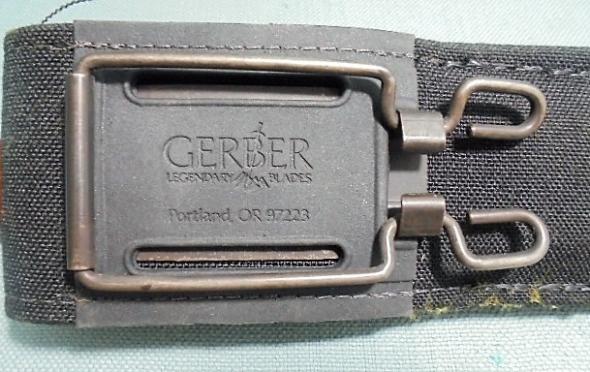 GERBER
LEGENDARY BLADES
Portland, OR 97223